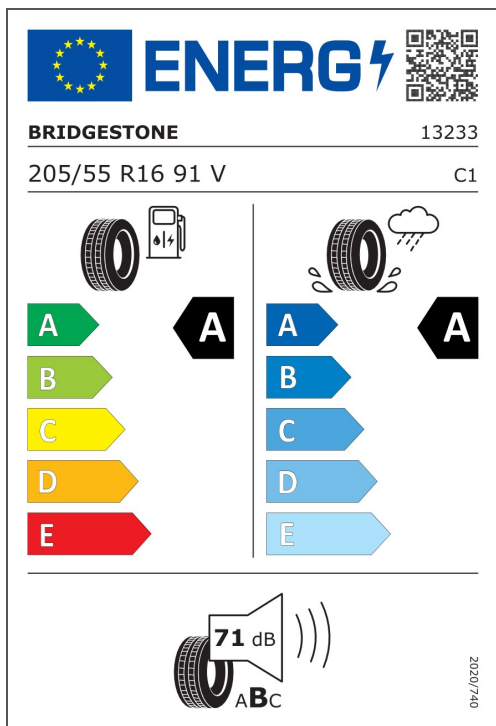 ENERG
BRIDGESTONE 13233
205/55 R16 91 V C1
A A A A
B B
C C
D D
E E
71 dB
ABC
2020/740